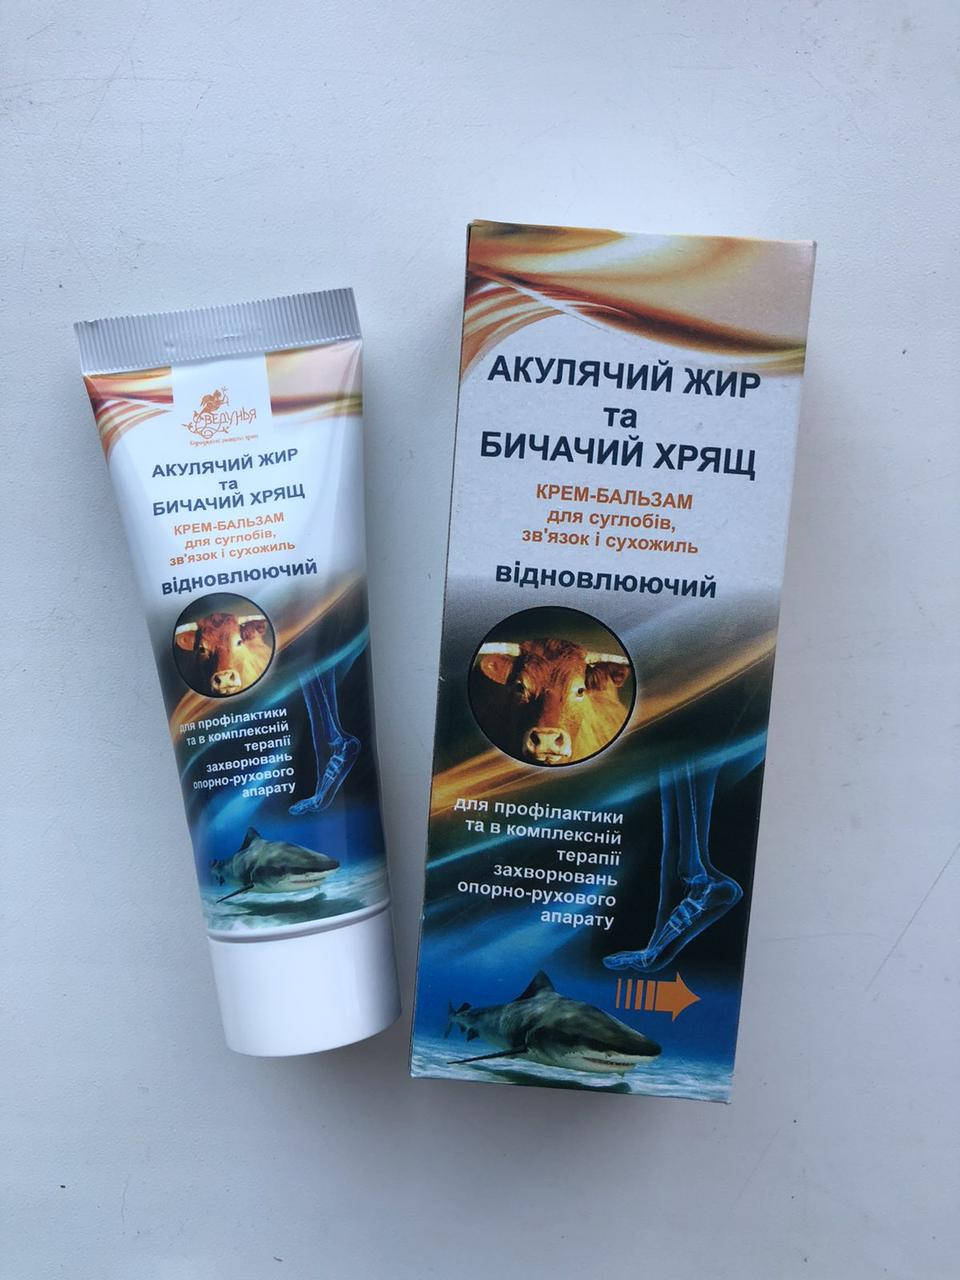 ВЕДУНЬЯ
АКУЛЯЧИЙ ЖИР
та
БИЧАЧИЙ ХРЯЩ
КРЕМ-БАЛЬЗАМ
для суглобів,
зв'язок і сухожиль
відновлюючий
для профілактики
та в комплексній
терапії
захворювань
опорно-рухового
апарату
АКУЛЯЧИЙ ЖИР
та
БИЧАЧИЙ ХРЯЩ
КРЕМ-БАЛЬЗАМ
для суглобів,
зв'язок і сухожиль
відновлюючий
для профілактики
та в комплексній
терапії
захворювань
опорно-рухового
апарату